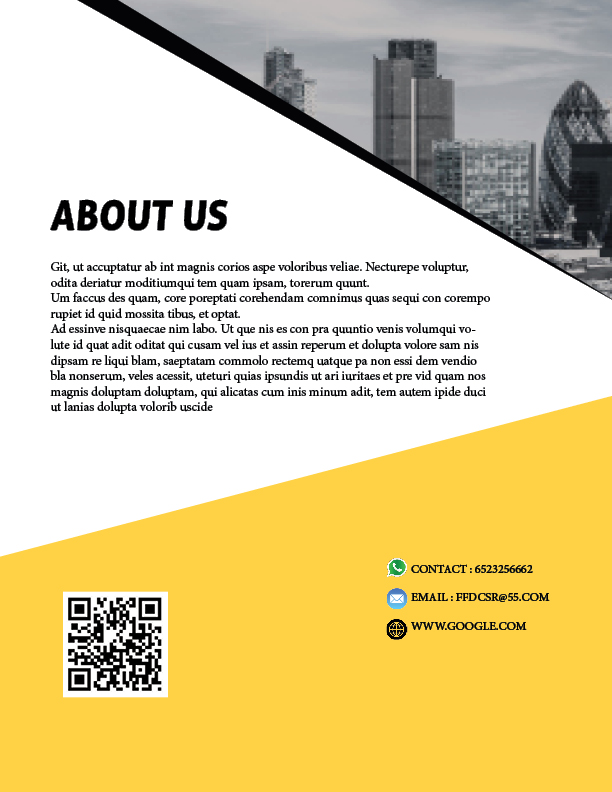 ABOUT US
Git, ut accuptatur ab int magnis corios aspe voloribus veliae. Necturepe voluptur,
odita deriatur moditiumqui tem quam ipsam, torerum quunt.
Um faccus des quam, core poreptati corehendam comnimus quas sequi con corempo
rupiet id quid mossita tibus, et optat.
Ad essinve nisquaecae nim labo. Ut que nis es con pra quuntio venis volumqui vo-
lute id quat adit oditat qui cusam vel ius et assin reperum et dolupta volore sam nis
dipsam re liqui blam, saeptatam commolo rectemq uatque pa non essi dem vendio
bla nonserum, veles acessit, uteturi quias ipsundis ut ari iuritaes et pre vid quam nos
magnis doluptam doluptam, qui alicatas cum inis minum adit, tem autem ipide duci
ut lanias dolupta volorib uscide
CONTACT : 6523256662
EMAIL : FFDCSR@55.COM
WWW.GOOGLE.COM